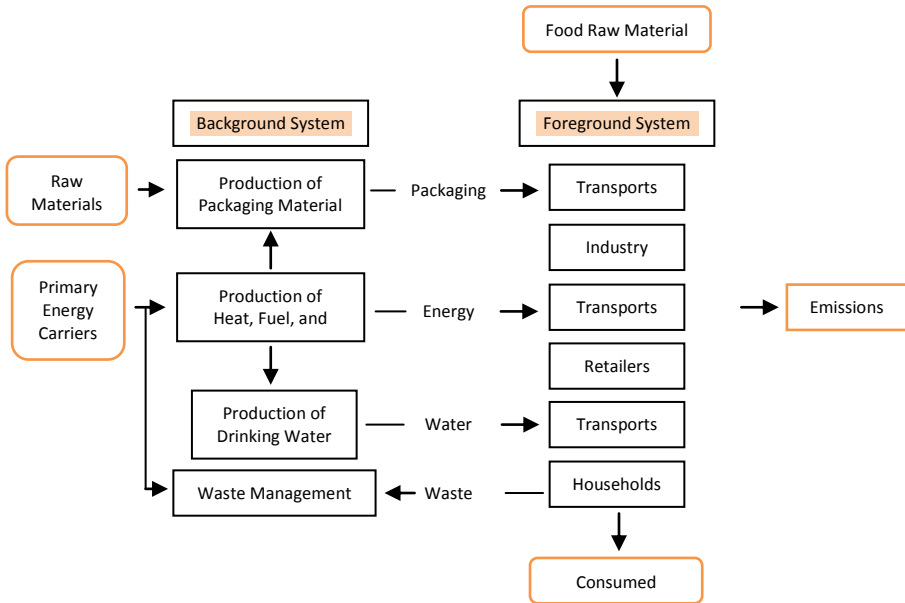 Food Raw Material
Background System
Foreground System
Raw
Materials
Production of
Packaging Material
Packaging
Transports
Industry
Primary
Energy
Carriers
Production of
Heat, Fuel, and
Energy
Transports
Emissions
Retailers
Production of
Drinking Water
Water
Transports
Waste Management
Waste
Households
Consumed